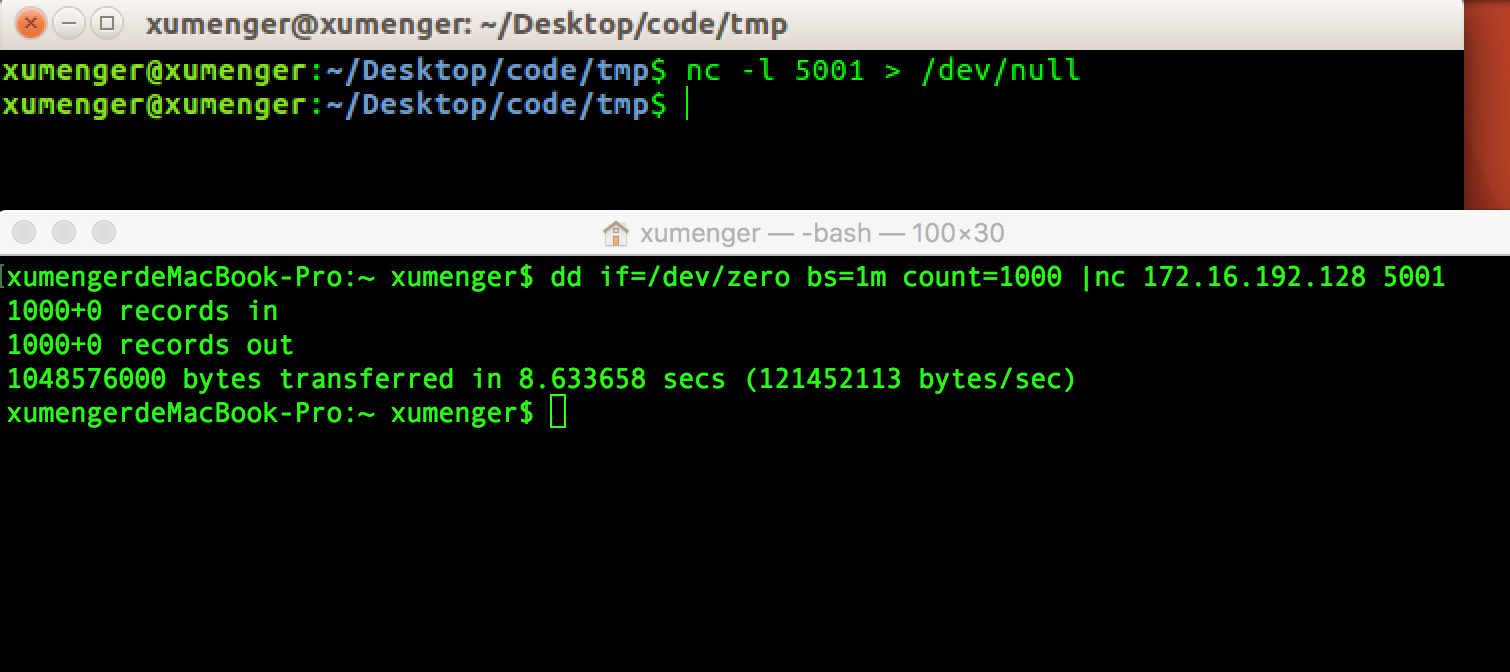 xumenger@xumenger: ~/Desktop/code/tmp
xumenger@xumenger:~/Desktop/code/tmp$ nc -l 5001 > /dev/null
xumenger@xumenger:~/Desktop/code/tmp$
xumenger — -bash — 100×30
xumengerdeMacBook-Pro:~ xumenger$ dd if=/dev/zero bs=1m count=1000 |nc 172.16.192.128 5001
1000+0 records in
1000+0 records out
1048576000 bytes transferred in 8.633658 secs (121452113 bytes/sec)
xumengerdeMacBook-Pro:~ xumenger$